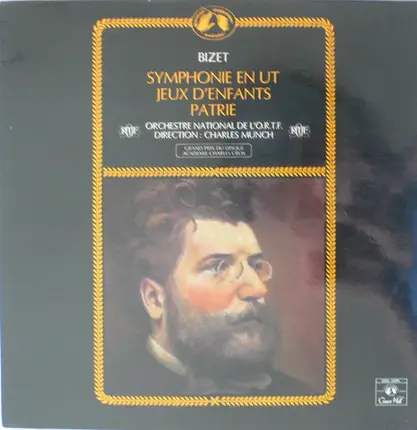 BIZET
SYMPHONIE EN UT
JEUX D'ENFANTS
PATRIE
ORCHESTRE NATIONAL DE L'O.R.T.F.
DIRECTION : CHARLES MUNCH
GRAND PRIX DU DISQUE
ACADEMIE CHARLES CROS